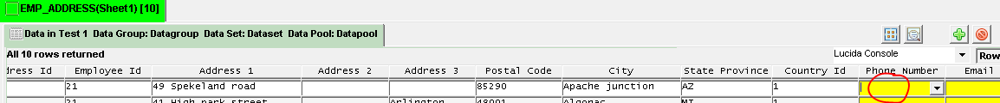 EMP_ADDRESS(Sheet1) [10]
Data in Test 1 Data Group: Datagroup Data Set: Dataset Data Pool: Datapool
All 10 rows returned
Lucida Console
Row
dress Id Employee Id Address 1 Address 2 Address 3 Postal Code City State Province Country Id Phone Number Email
21 49 Spekeland road 85290 Apache junction AZ 1
21 41 High park street Arlington 48001 Algonac MI 1